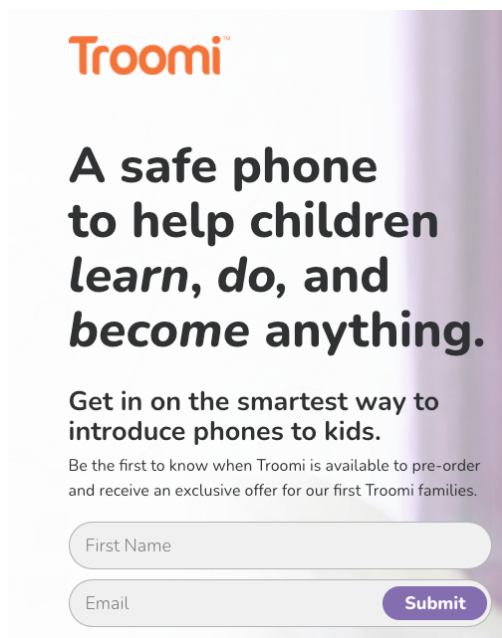 Troomi™
A safe phone
to help children
learn, do, and
become anything.
Get in on the smartest way to
introduce phones to kids.
Be the first to know when Troomi is available to pre-order
and receive an exclusive offer for our first Troomi families.
First Name
Email
Submit